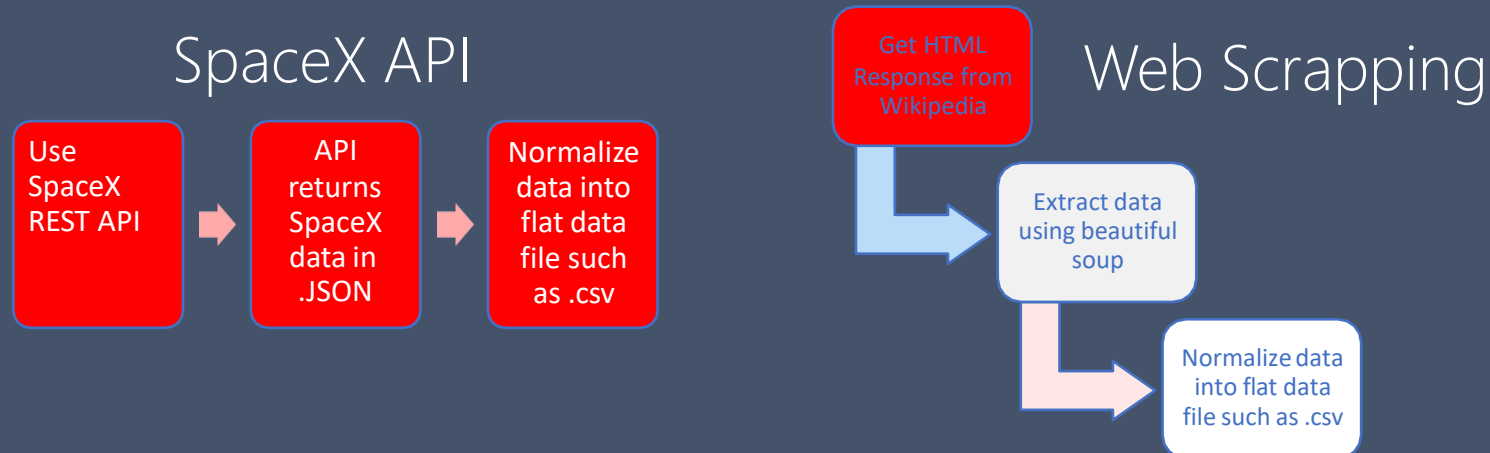 SpaceX API
Use
SpaceX
REST API
API
returns
SpaceX
data in
.JSON
Normalize
data into
flat data
file such
as .csv
Web Scrapping
Get HTML
Response from
Wikipedia
Extract data
using beautiful
soup
Normalize data
into flat data
file such as .csv